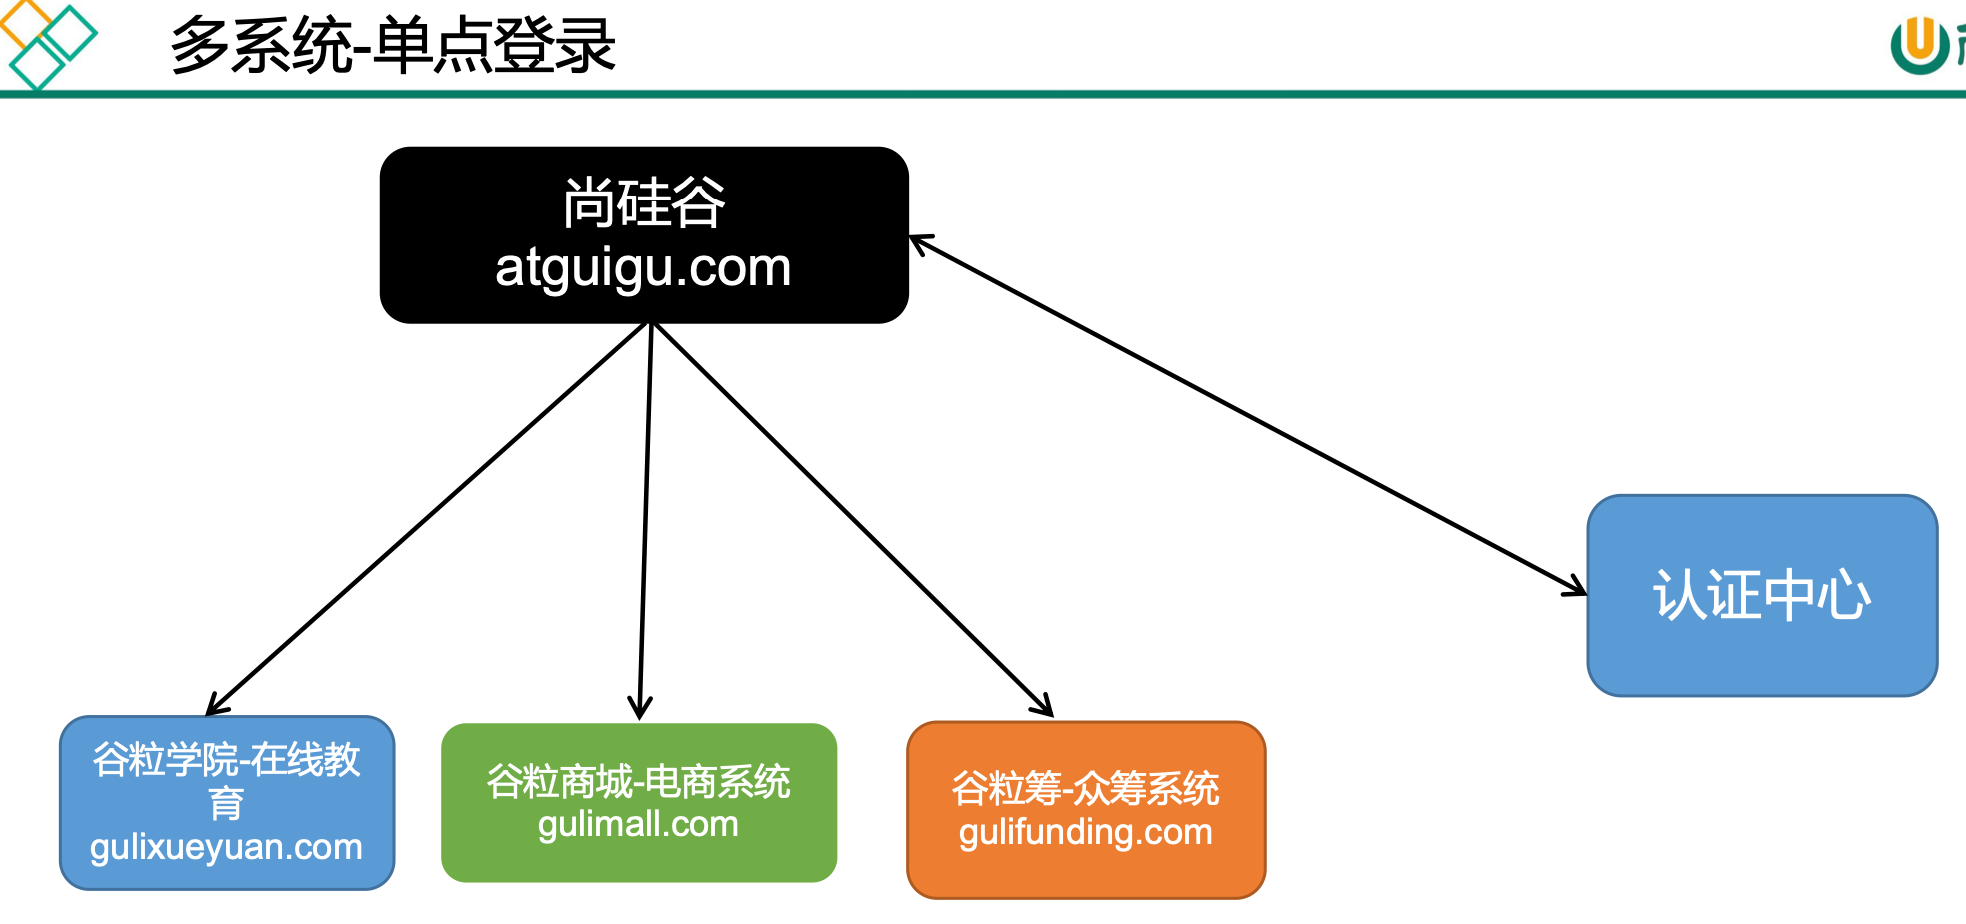 多系统-单点登录
尚硅谷
atguigu.com
认证中心
谷粒学院-在线教
育
gulixueyuan.com
谷粒商城-电商系统
gulimall.com
谷粒筹-众筹系统
gulifunding.com